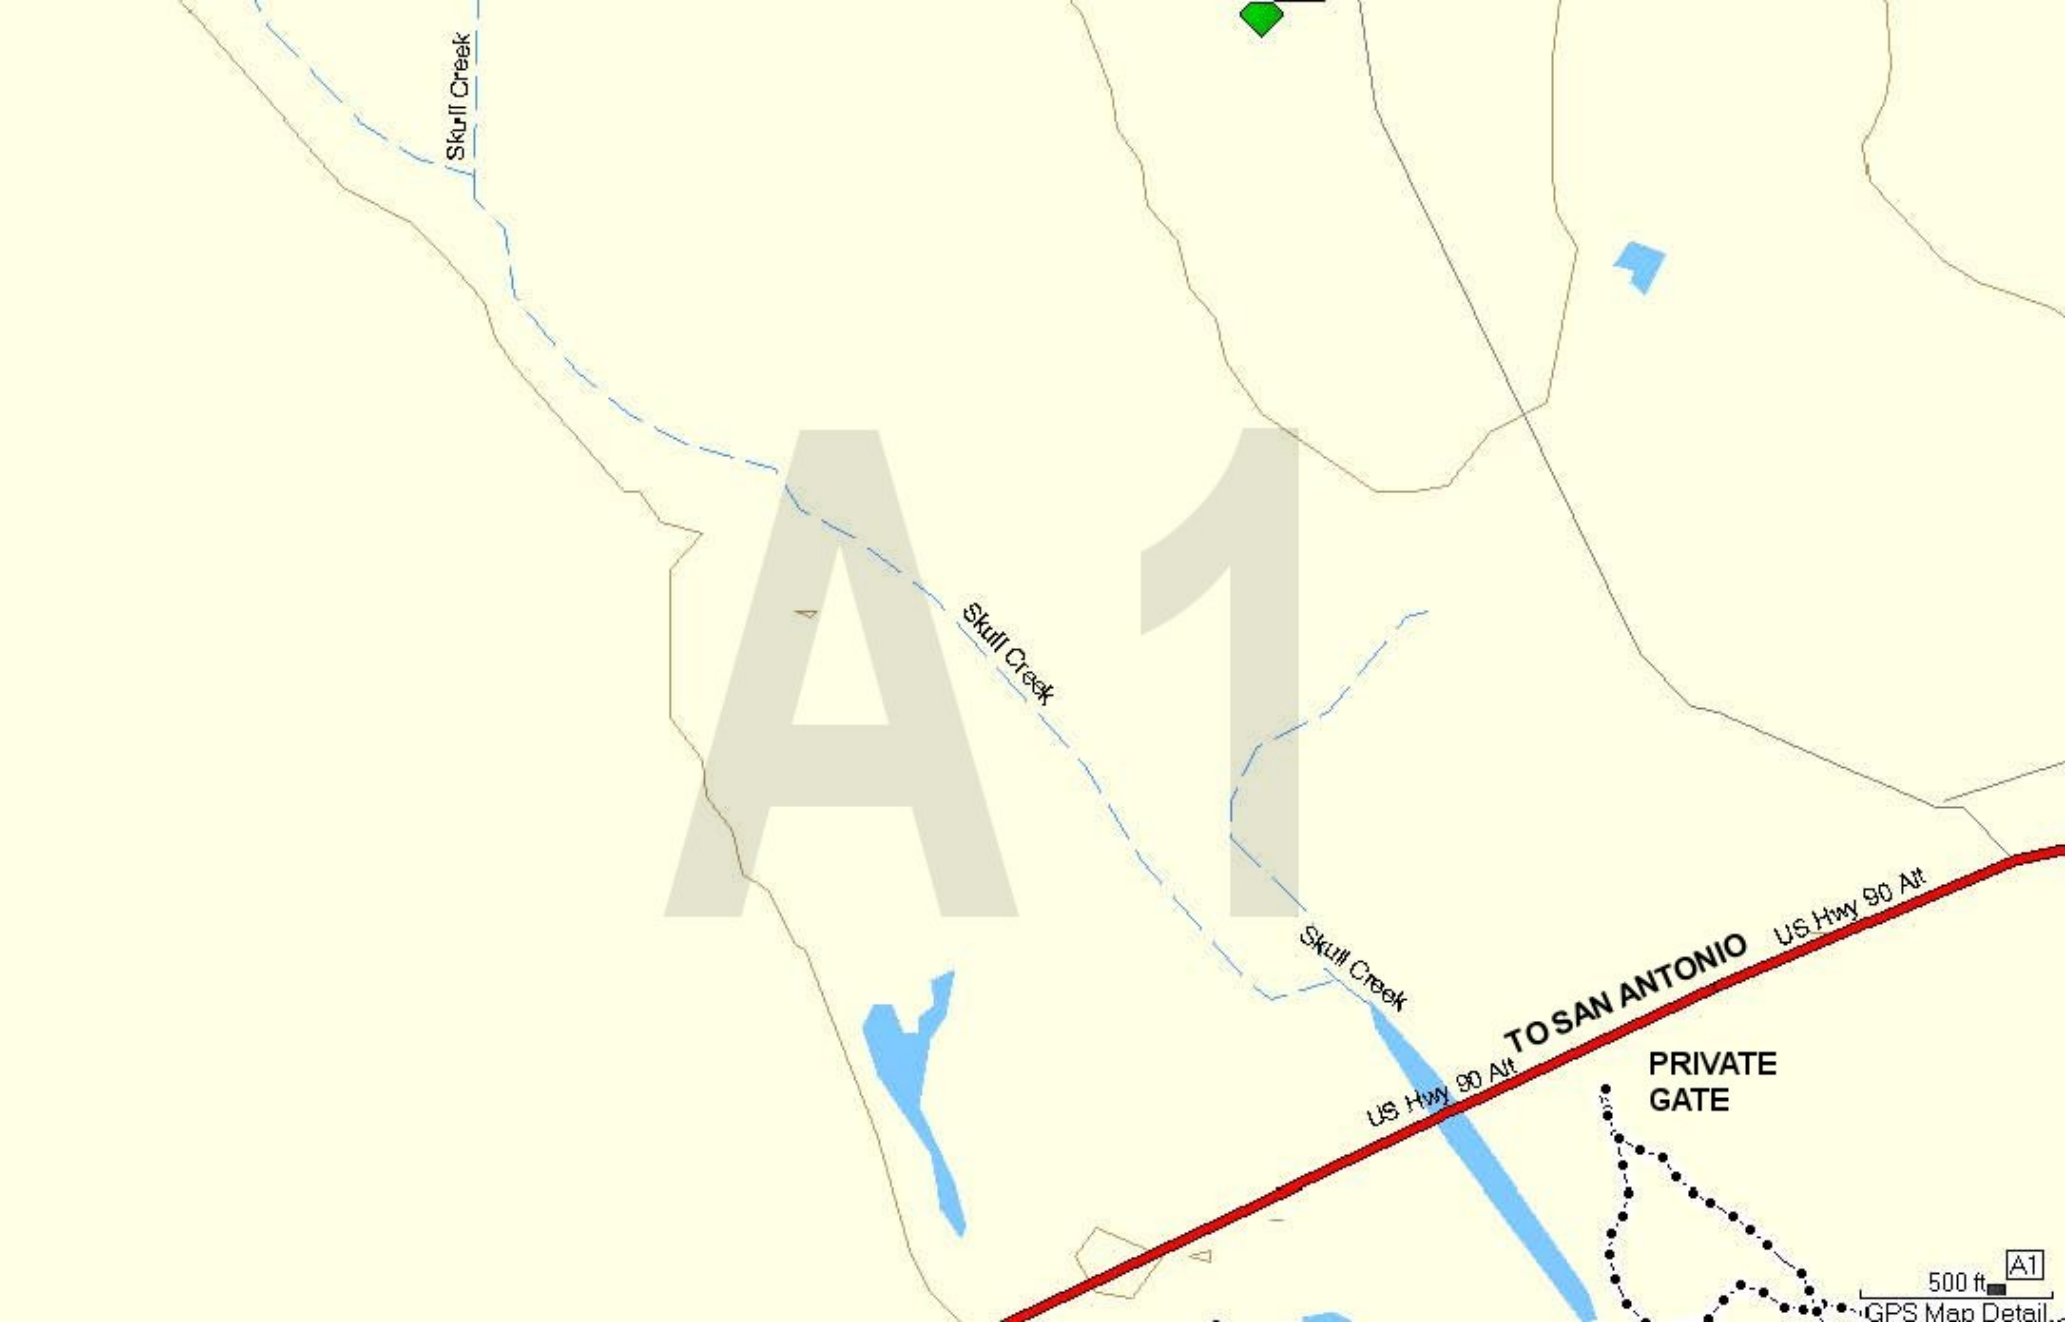 Skull Creek
A 1
Skull Creek
Skull Creek
US Hwy 90 Alt
TO SAN ANTONIO
US Hwy 90 Alt
PRIVATE
GATE
A1
500 ft
GPS Map Detail